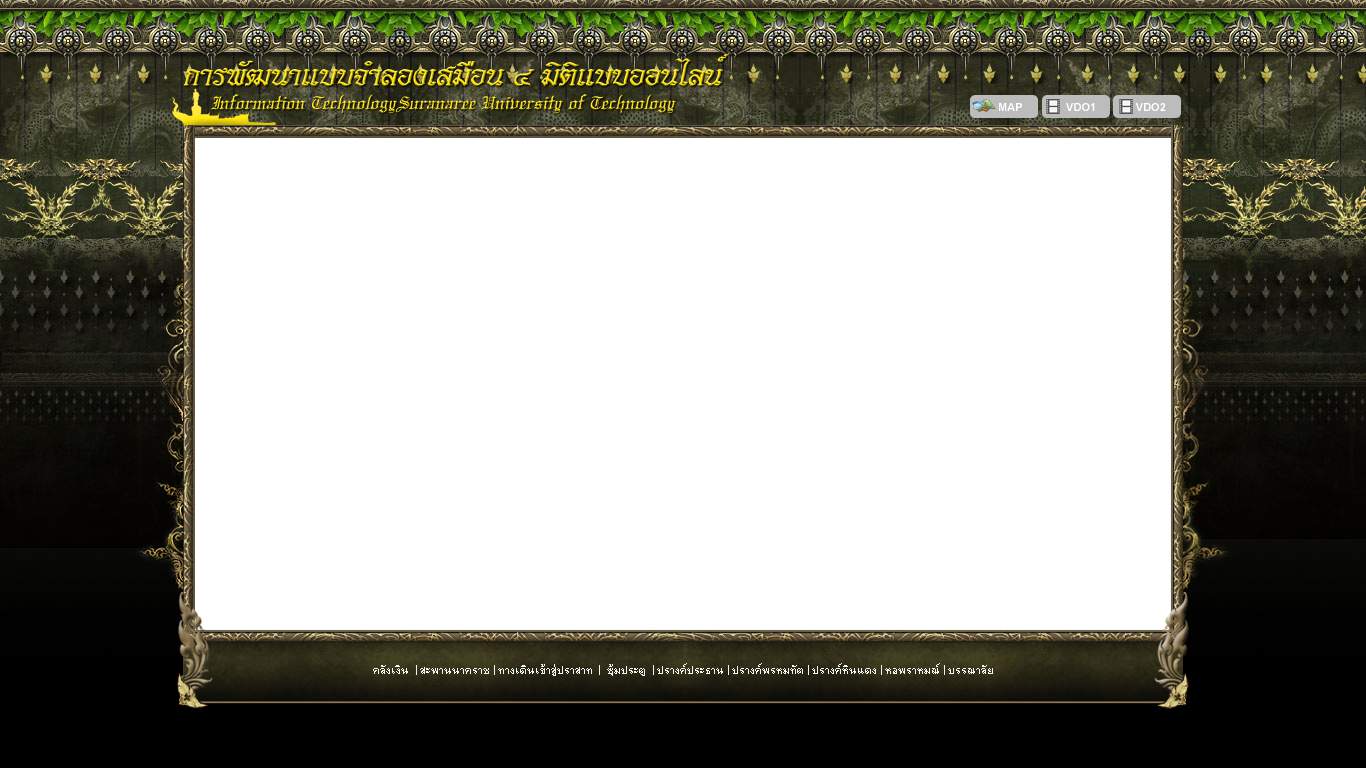 การพัฒนาแบบจำลองเสมือน ๔ มิติแบบออนไลน์
Information TechnologySuranaree University of Technology
MAP VDO1 VDO2
คลังเงิน | สะพานนาคราช | ทางเดินเข้าสู่ปราสาท | ซุ้มประตู | ปรางค์ประธาน | ปรางค์พรหมทัต | ปรางค์หินแดง | หอพราหมณ์ | บรรณาลัย